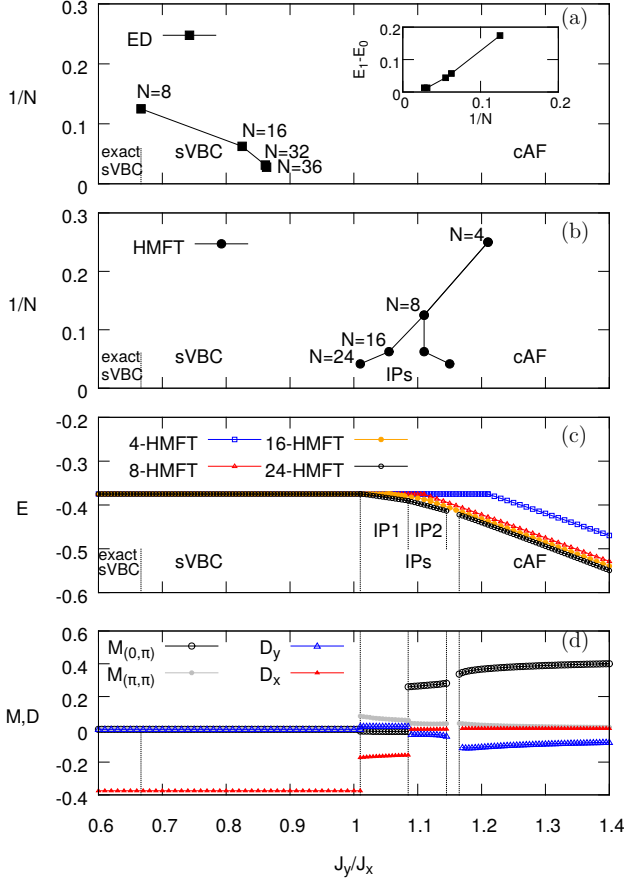 0.3
0.2
0.1
0
1/N
ED
(a)
N=8
N=16
N=32
N=36
exact
sVBC
sVBC
cAF
0.2
0.1
0
E1-E0
0
0.1
0.2
1/N
0.3
0.2
0.1
0
1/N
HMFT
(b)
N=4
N=8
N=16
N=24
exact
sVBC
sVBC
IPs
cAF
-0.2
-0.3
-0.4
-0.5
-0.6
E
4-HMFT 16-HMFT
8-HMFT 24-HMFT
(c)
IP1 IP2
exact
sVBC
sVBC
IPs
cAF
0.6
0.4
0.2
0
-0.2
-0.4
M,D
M(0,π) Dy
M(π,π) Dx
(d)
0.6 0.7 0.8 0.9 1 1.1 1.2 1.3 1.4
Jy/Jx